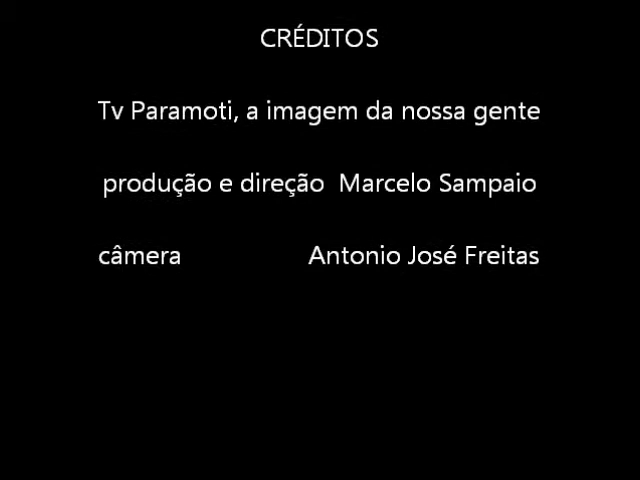 CRÉDITOS
Tv Paramoti, a imagem da nossa gente
produção e direção Marcelo Sampaio
câmera Antonio José Freitas